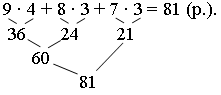 9 · 4 + 8 · 3 + 7 · 3 = 81 (р.).
36 24 21
60
81